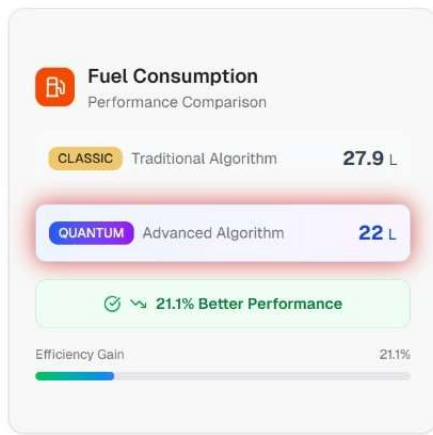 Fuel Consumption
Performance Comparison
CLASSIC Traditional Algorithm 27.9 L
QUANTUM Advanced Algorithm 22 L
21.1% Better Performance
Efficiency Gain 21.1%